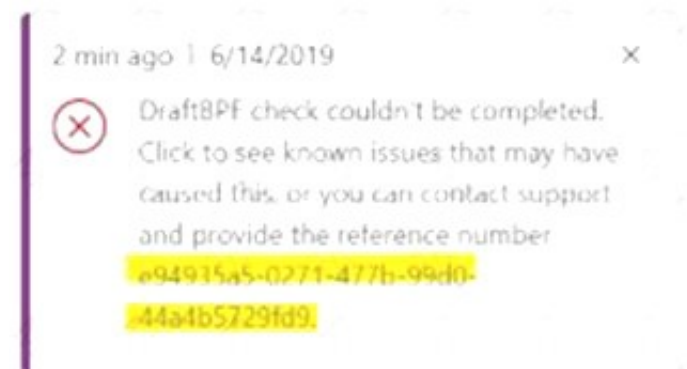 2 min ago | 6/14/2019
DraftBPF check couldn't be completed.
Click to see known issues that may have
caused this, or you can contact support
and provide the reference number
e94935a5-0271-477b-99d0-
44a4b5729fd9.